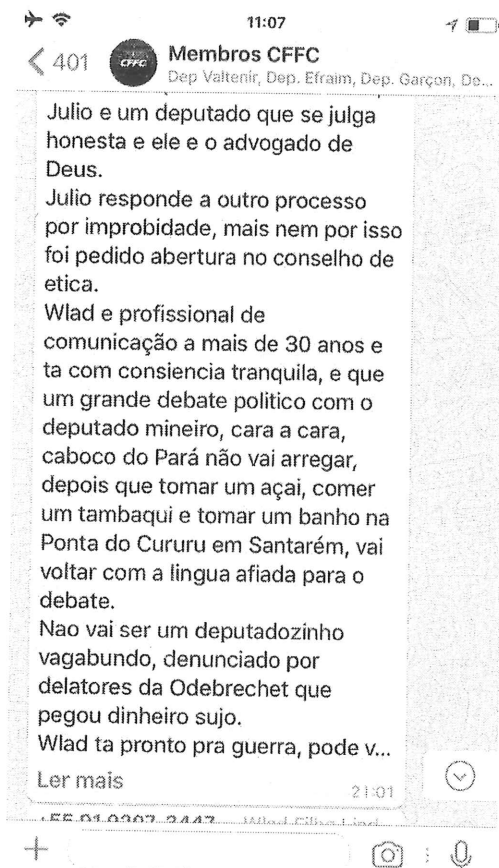 11:07
401
CFFC
Membros CFFC
Dep Valtenir, Dep. Efraim, Dep. Garçon, De...
Julio e um deputado que se julga
honesta e ele e o advogado de
Deus.
Julio responde a outro processo
por improbidade, mais nem por isso
foi pedido abertura no conselho de
etica.
Wlad e profissional de
comunicação a mais de 30 anos e
ta com consiencia tranquila, e que
um grande debate politico com o
deputado mineiro, cara a cara,
caboco do Pará não vai arregar,
depois que tomar um açai, comer
um tambaqui e tomar um banho na
Ponta do Cururu em Santarém, vai
voltar com a lingua afiada para o
debate.
Nao vai ser um deputadozinho
vagabundo, denunciado por
delatores da Odebrechet que
pegou dinheiro sujo.
Wlad ta pronto pra guerra, pode v...
Ler mais
21:01